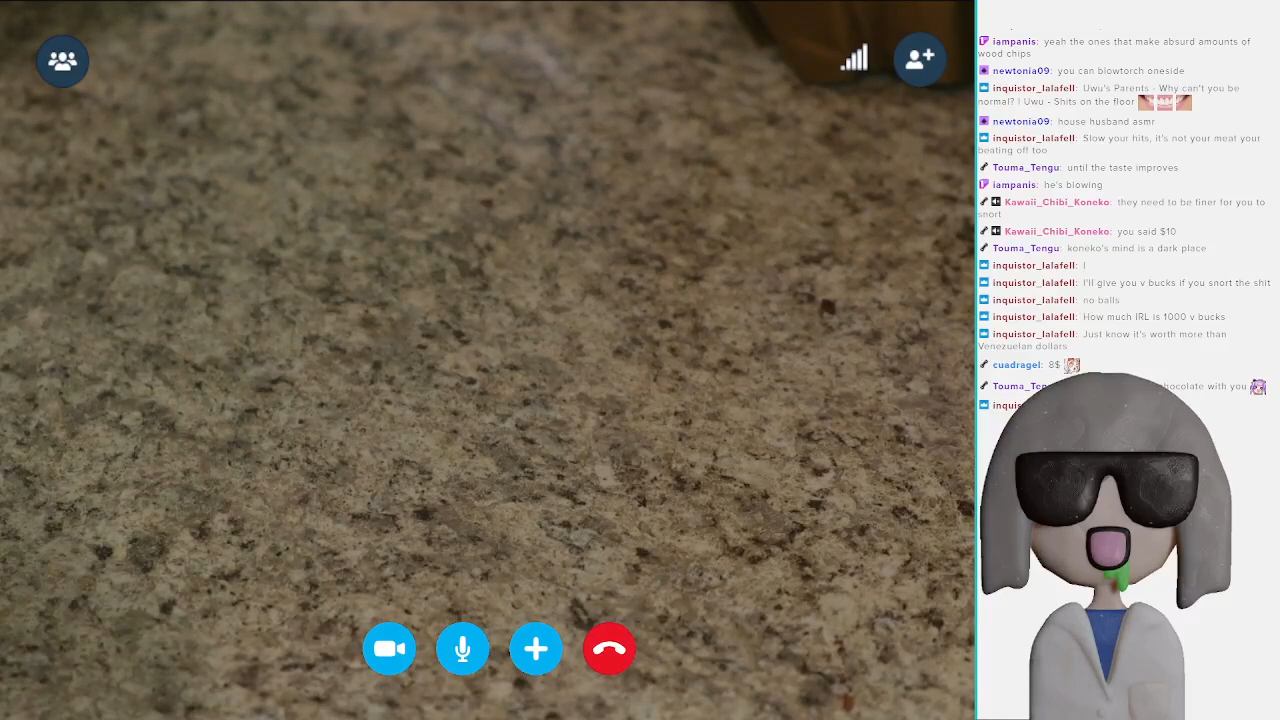 iampanis: yeah the ones that make absurd amounts of
wood chips
newtonia09: you can blowtorch oneside
inquistor_lalafell: Uwu's Parents - Why can't you be
normal? | Uwu - Shits on the floor
newtonia09: house husband asmr
inquistor_lalafell: Slow your hits, it's not your meat your
beating off too
Touma_Tengu: until the taste improves
iampanis: he's blowing
Kawaii_Chibi_Koneko: they need to be finer for you to
snort
Kawaii_Chibi_Koneko: you said $10
Touma_Tengu: koneko's mind is a dark place
inquistor_lalafell: I
inquistor_lalafell: I'll give you v bucks if you snort the shit
inquistor_lalafell: no balls
inquistor_lalafell: How much IRL is 1000 v bucks
inquistor_lalafell: Just know it's worth more than
Venezuelan dollars
cuadragel: 8$
with you